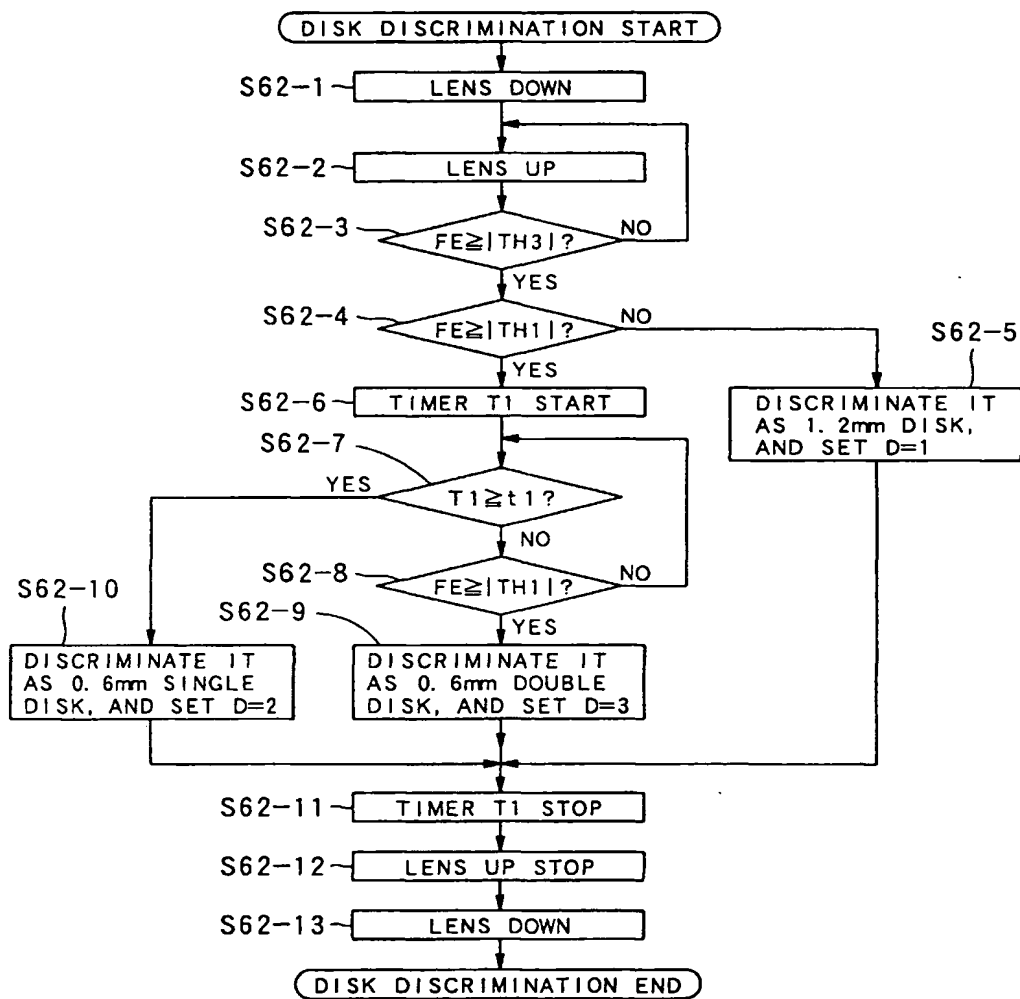 DISK DISCRIMINATION START
S62-1
LENS DOWN
S62-2
LENS UP
S62-3
FE≧|TH3|?
NO
YES
S62-4
FE≧|TH1|?
NO
YES
S62-5
DISCRIMINATE IT
AS 1.2mm DISK,
AND SET D=1
S62-6
TIMER T1 START
S62-7
T1≧t1?
YES
NO
S62-8
FE≧|TH1|?
NO
YES
S62-10
DISCRIMINATE IT
AS 0.6mm SINGLE
DISK, AND SET D=2
S62-9
DISCRIMINATE IT
AS 0.6mm DOUBLE
DISK, AND SET D=3
S62-11
TIMER T1 STOP
S62-12
LENS UP STOP
S62-13
LENS DOWN
DISK DISCRIMINATION END